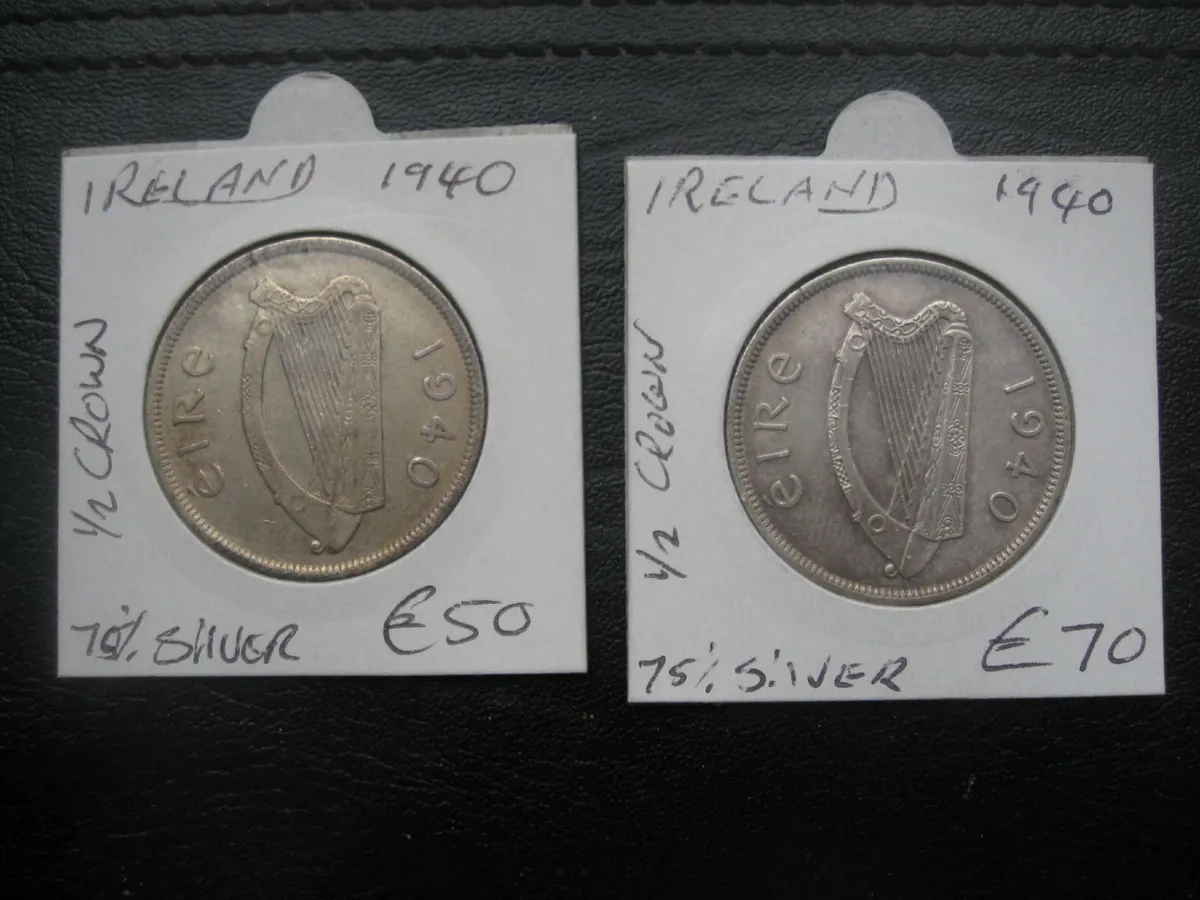 IRELAND 1940
1/2 CROWN
éIRe
1940
75% SILVER €50
IRELAND 1940
1/2 CROWN
éIRe
1940
75% SILVER €70